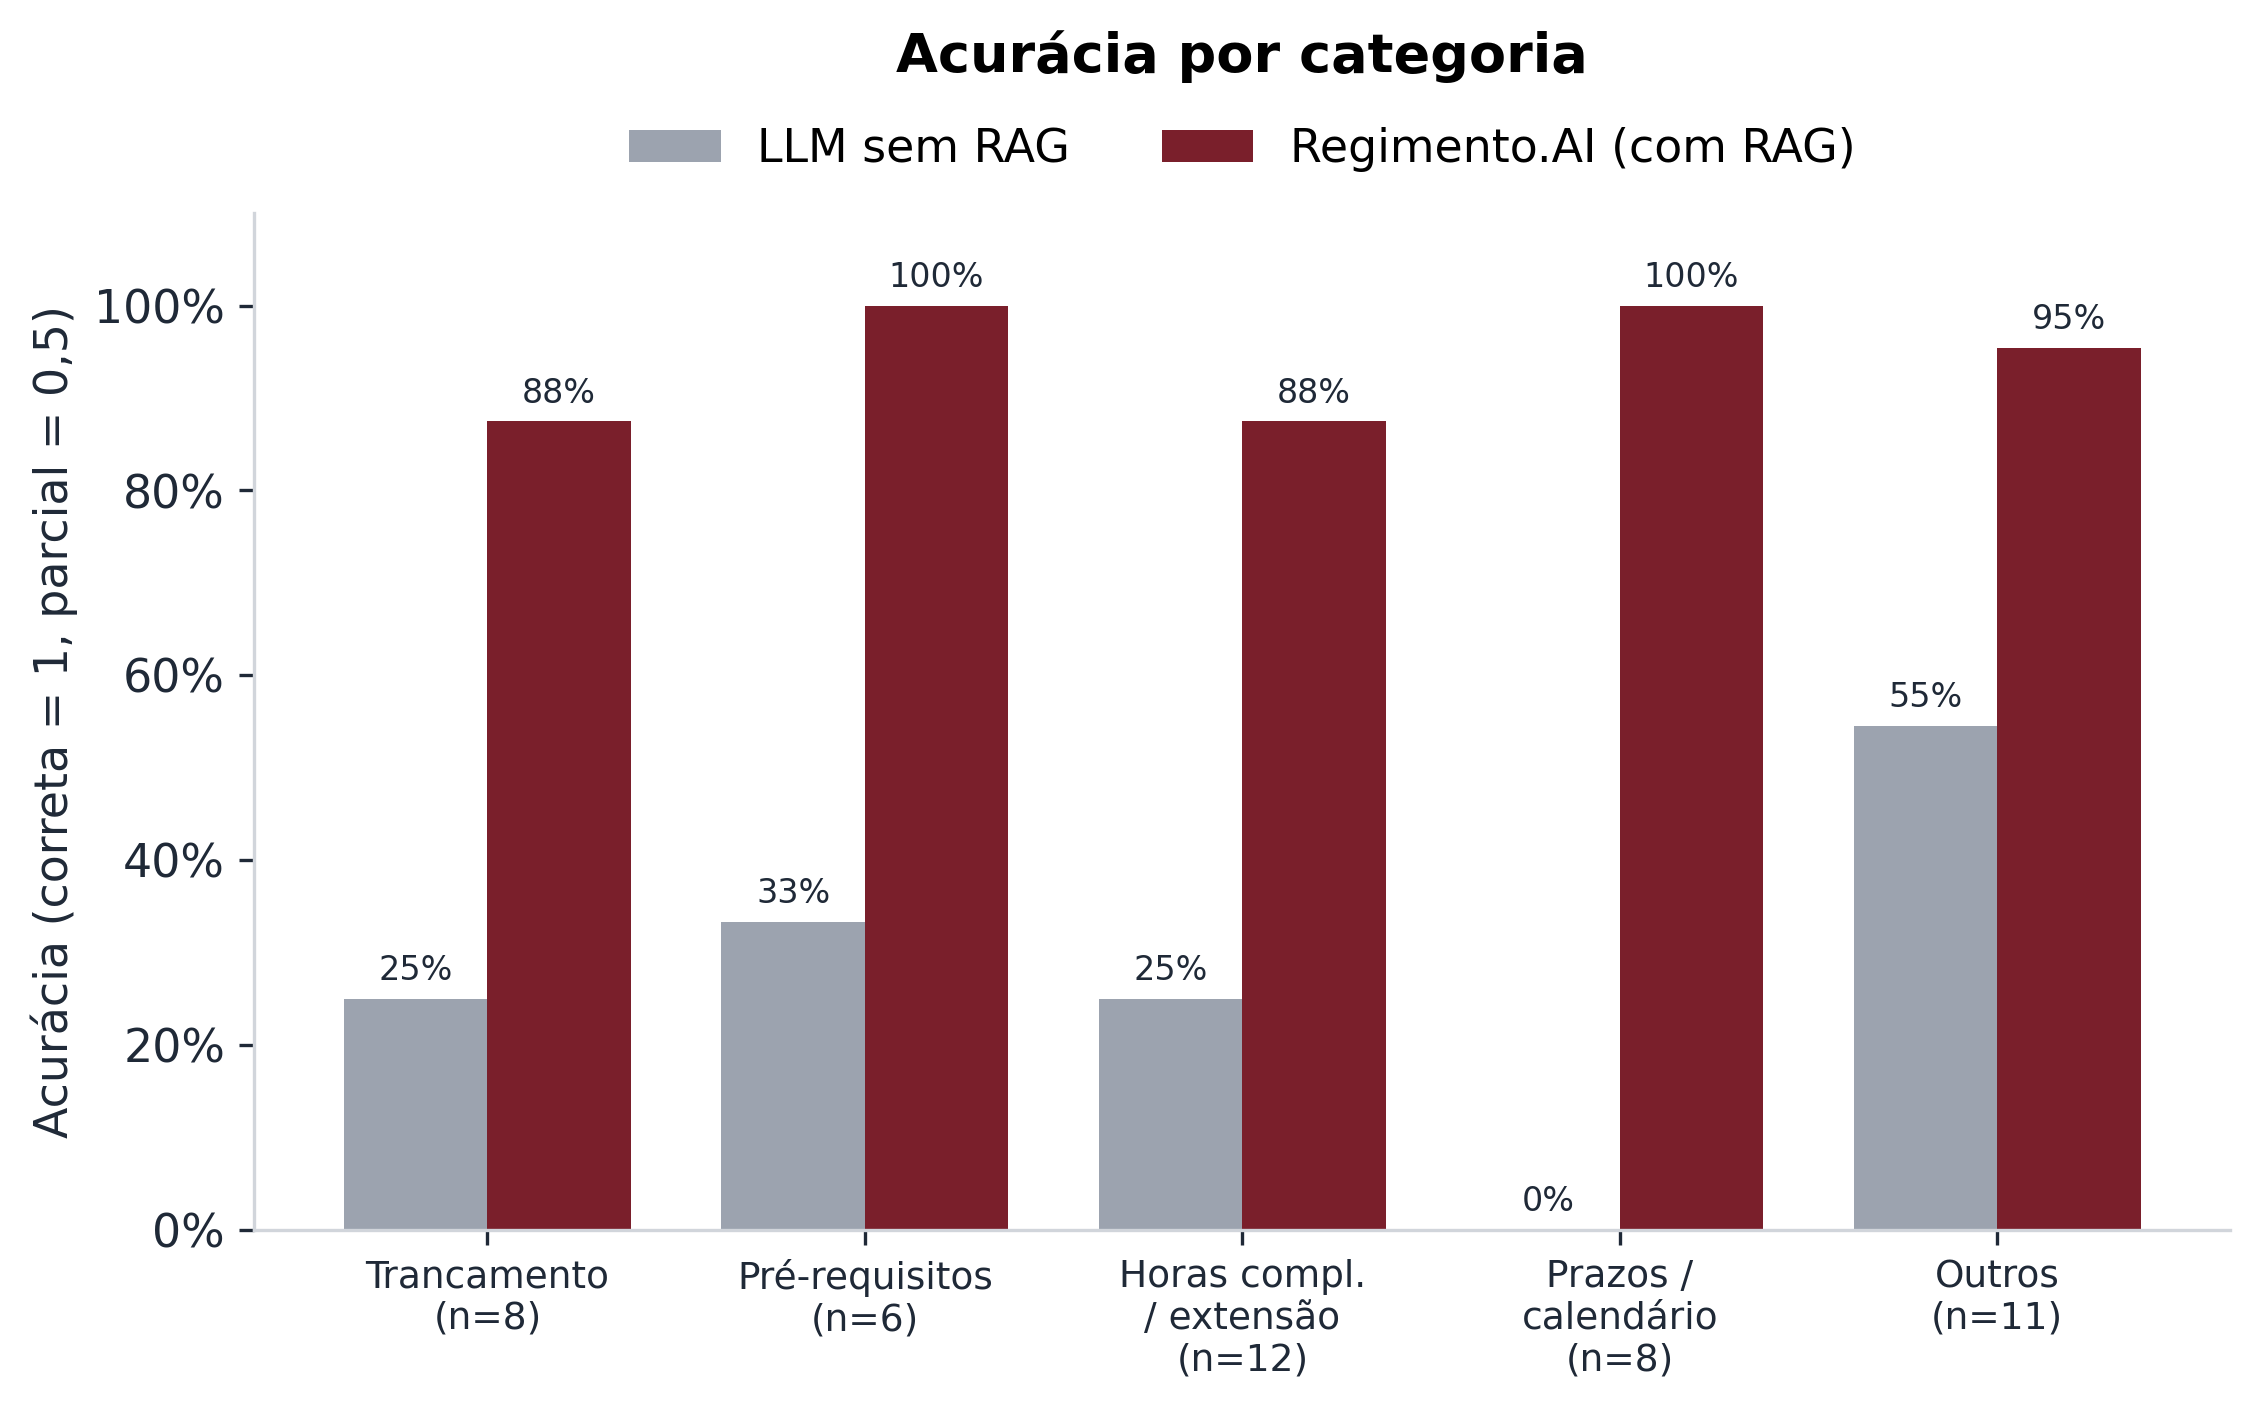 Acurácia por categoria
LLM sem RAG
Regimento.AI (com RAG)
Acurácia (correta = 1, parcial = 0,5)
100%
80%
60%
40%
20%
0%
25%
88%
33%
100%
25%
88%
0%
100%
55%
95%
Trancamento
(n=8)
Pré-requisitos
(n=6)
Horas compl.
/ extensão
(n=12)
Prazos /
calendário
(n=8)
Outros
(n=11)